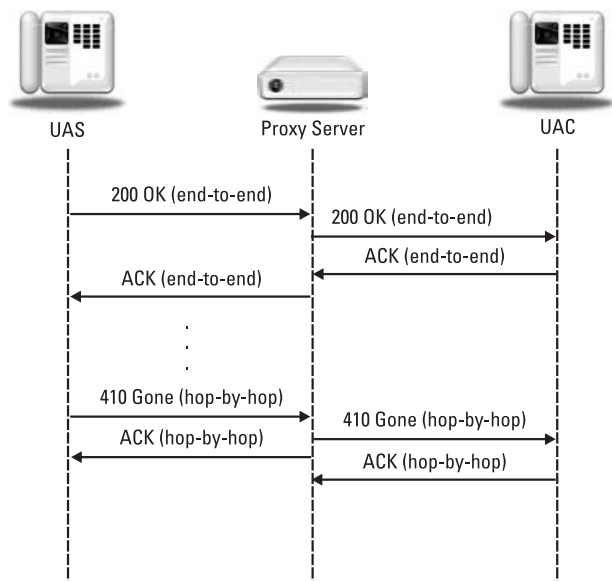 UAS
Proxy Server
UAC
200 OK (end-to-end)
200 OK (end-to-end)
ACK (end-to-end)
ACK (end-to-end)
410 Gone (hop-by-hop)
410 Gone (hop-by-hop)
ACK (hop-by-hop)
ACK (hop-by-hop)